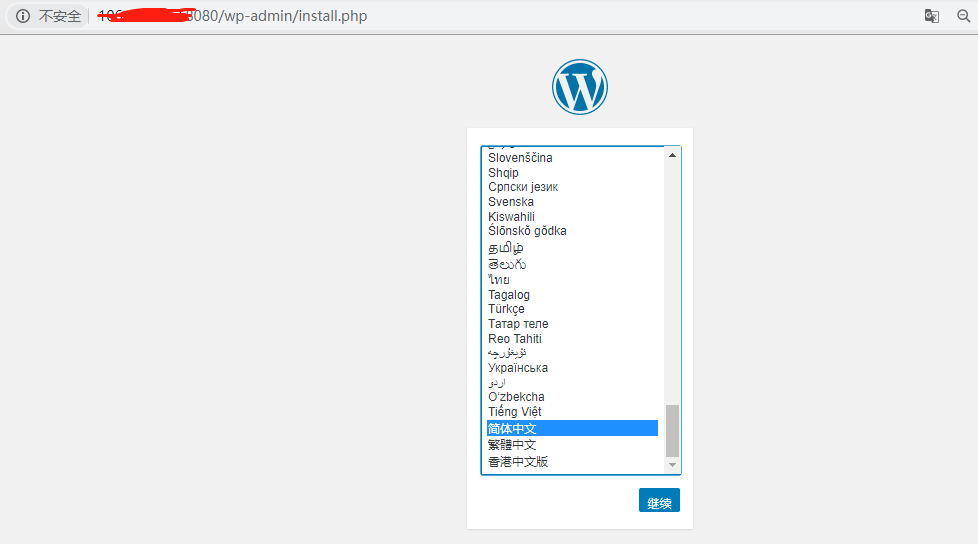 不安全 8080/wp-admin/install.php
Slovenščina
Shqip
Српски језик
Svenska
Kiswahili
Ślōnskŏ gŏdka
தமிழ்
తెలుగు
ไทย
Tagalog
Türkçe
Татар теле
Reo Tahiti
ئۇيغۇرچە
Українська
اردو
O‘zbekcha
Tiếng Việt
简体中文
繁體中文
香港中文版
继续